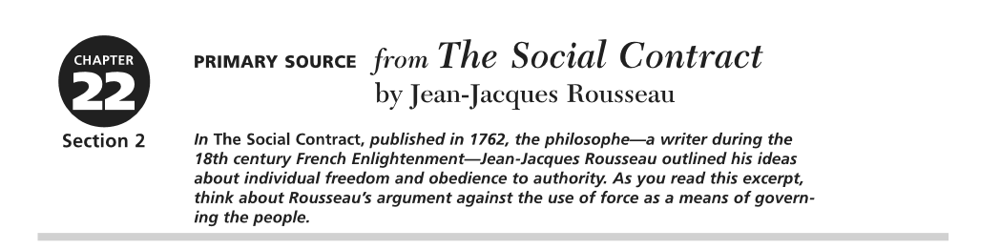 CHAPTER
22
Section 2
PRIMARY SOURCE from The Social Contract
by Jean-Jacques Rousseau
In The Social Contract, published in 1762, the philosophe—a writer during the
18th century French Enlightenment—Jean-Jacques Rousseau outlined his ideas
about individual freedom and obedience to authority. As you read this excerpt,
think about Rousseau's argument against the use of force as a means of govern-
ing the people.